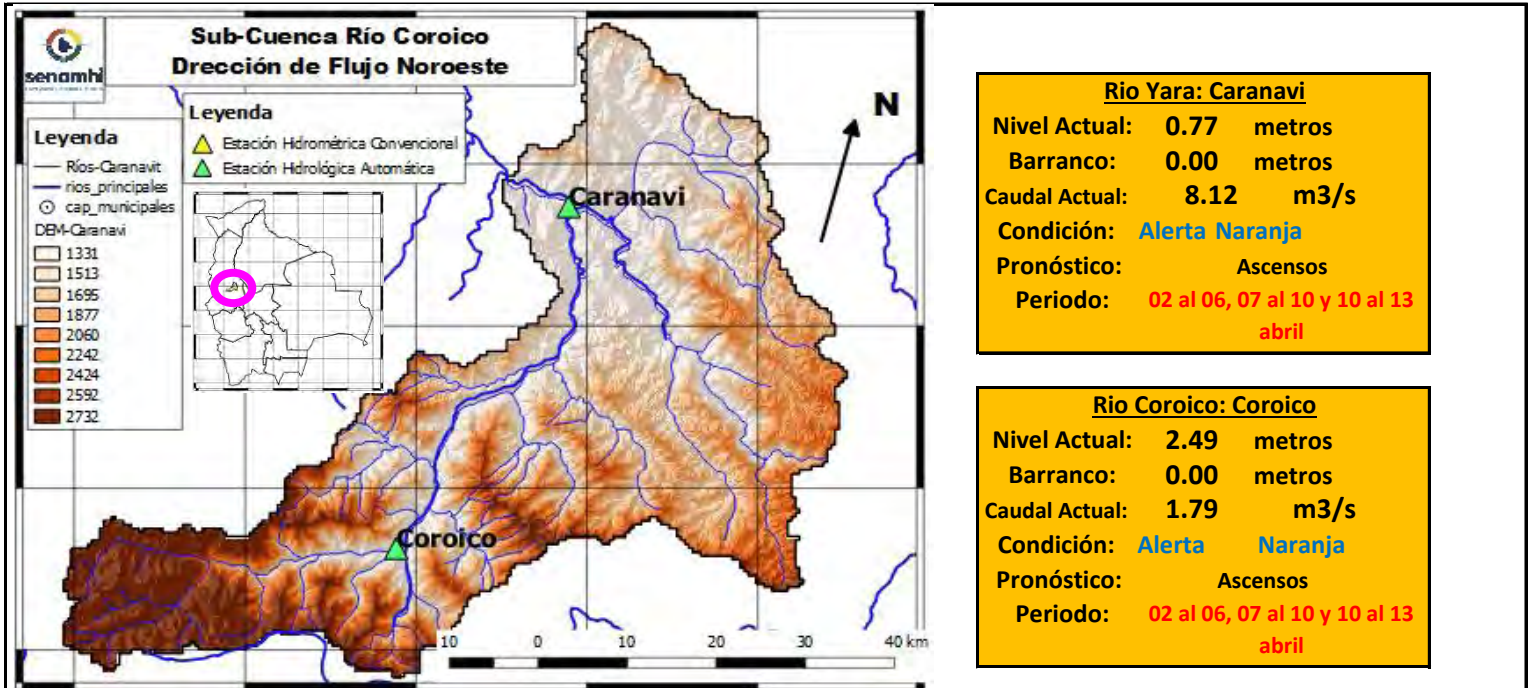 senamhi
Sub-Cuenca Río Coroico
Drección de Flujo Noroeste
Leyenda
Estación Hidrométrica Convencional
Estación Hidrológica Automática
Leyenda
Ríos-Caranavit
rios_principales
cap_municipales
DEM-Caranavi
1331
1513
1695
1877
2060
2242
2424
2592
2732
N
Caranavi
Coroico
10 0 10 20 30 40 km
Rio Yara: Caranavi
Nivel Actual: 0.77 metros
Barranco: 0.00 metros
Caudal Actual: 8.12 m3/s
Condición: Alerta Naranja
Pronóstico: Ascensos
Periodo: 02 al 06, 07 al 10 y 10 al 13
abril
Rio Coroico: Coroico
Nivel Actual: 2.49 metros
Barranco: 0.00 metros
Caudal Actual: 1.79 m3/s
Condición: Alerta Naranja
Pronóstico: Ascensos
Periodo: 02 al 06, 07 al 10 y 10 al 13
abril